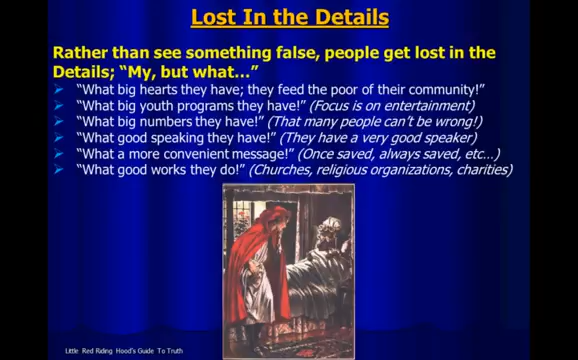 Lost In the Details
Rather than see something false, people get lost in the
Details; “My, but what…”
“What big hearts they have; they feed the poor of their community!”
“What big youth programs they have!” (Focus is on entertainment)
“What big numbers they have!” (That many people can’t be wrong!)
“What good speaking they have!” (They have a very good speaker)
“What a more convenient message!” (Once saved, always saved, etc…)
“What good works they do!” (Churches, religious organizations, charities)
Little Red Riding Hood’s Guide To Truth